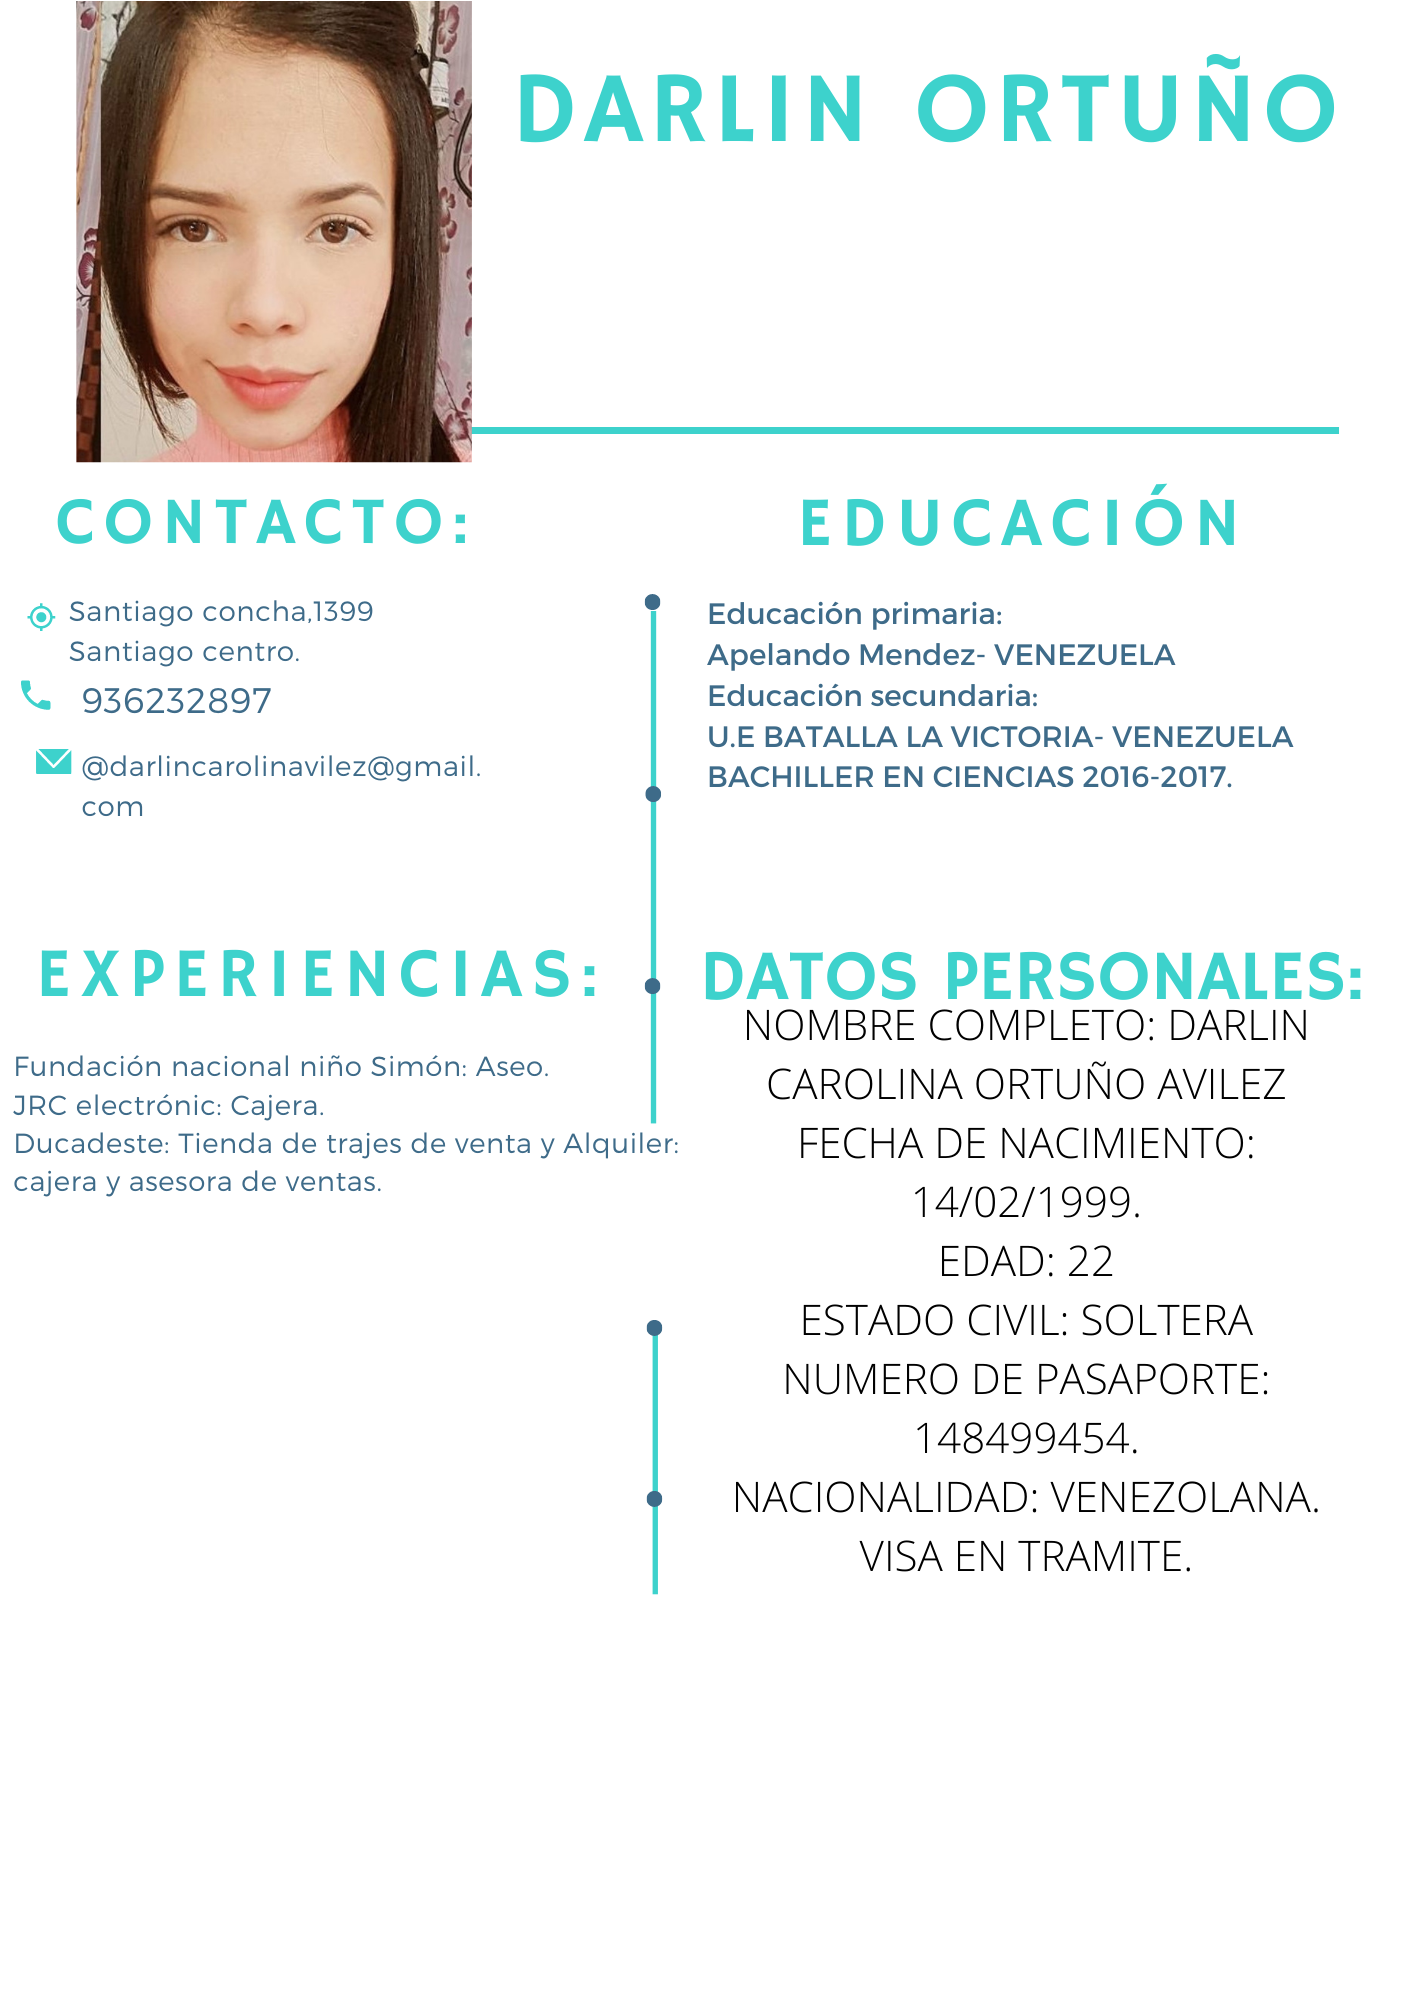 DARLIN ORTUÑO
CONTACTO:
Santiago concha,1399
Santiago centro.
936232897
@darlincarolinavilez@gmail.
com
EDUCACIÓN
Educación primaria:
Apelando Mendez- VENEZUELA
Educación secundaria:
U.E BATALLA LA VICTORIA- VENEZUELA
BACHILLER EN CIENCIAS 2016-2017.
EXPERIENCIAS:
Fundación nacional niño Simón: Aseo.
JRC electrónic: Cajera.
Ducadeste: Tienda de trajes de venta y Alquiler:
cajera y asesora de ventas.
DATOS PERSONALES:
NOMBRE COMPLETO: DARLIN
CAROLINA ORTUÑO AVILEZ
FECHA DE NACIMIENTO:
14/02/1999.
EDAD: 22
ESTADO CIVIL: SOLTERA
NUMERO DE PASAPORTE:
148499454.
NACIONALIDAD: VENEZOLANA.
VISA EN TRAMITE.